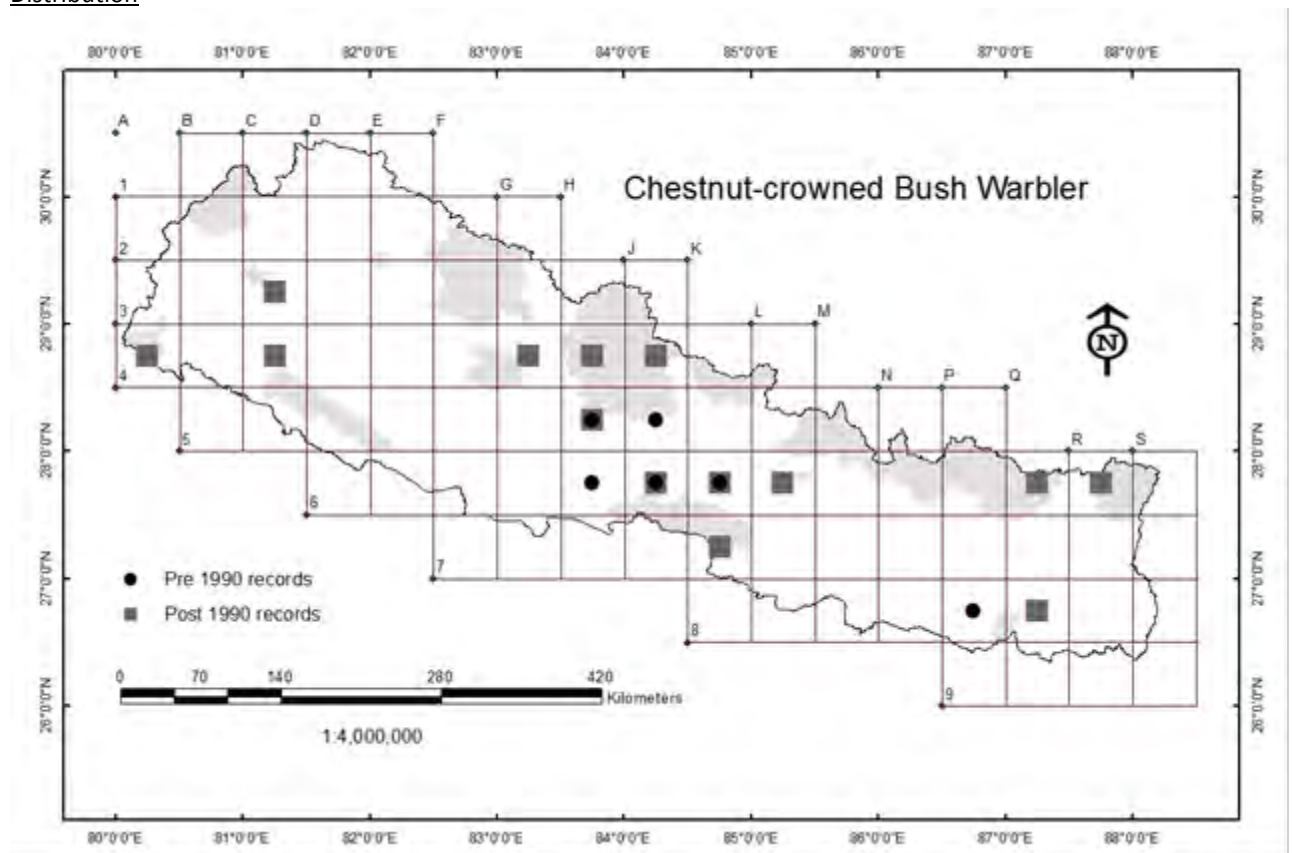 Distribution
80°0'0"E 81°0'0"E 82°0'0"E 83°0'0"E 84°0'0"E 85°0'0"E 86°0'0"E 87°0'0"E 88°0'0"E
A B C D E F
1 G H
30°0'0"N Chestnut-crowned Bush Warbler 30°0'0"N
2 J K
3 L M
29°0'0"N N 29°0'0"N
4 N P Q
5 R S
28°0'0"N 28°0'0"N
6
7
Pre 1990 records
27°0'0"N 27°0'0"N
Post 1990 records
8
0 70 140 280 420
Kilometers
9
26°0'0"N 26°0'0"N
1:4,000,000
80°0'0"E 81°0'0"E 82°0'0"E 83°0'0"E 84°0'0"E 85°0'0"E 86°0'0"E 87°0'0"E 88°0'0"E